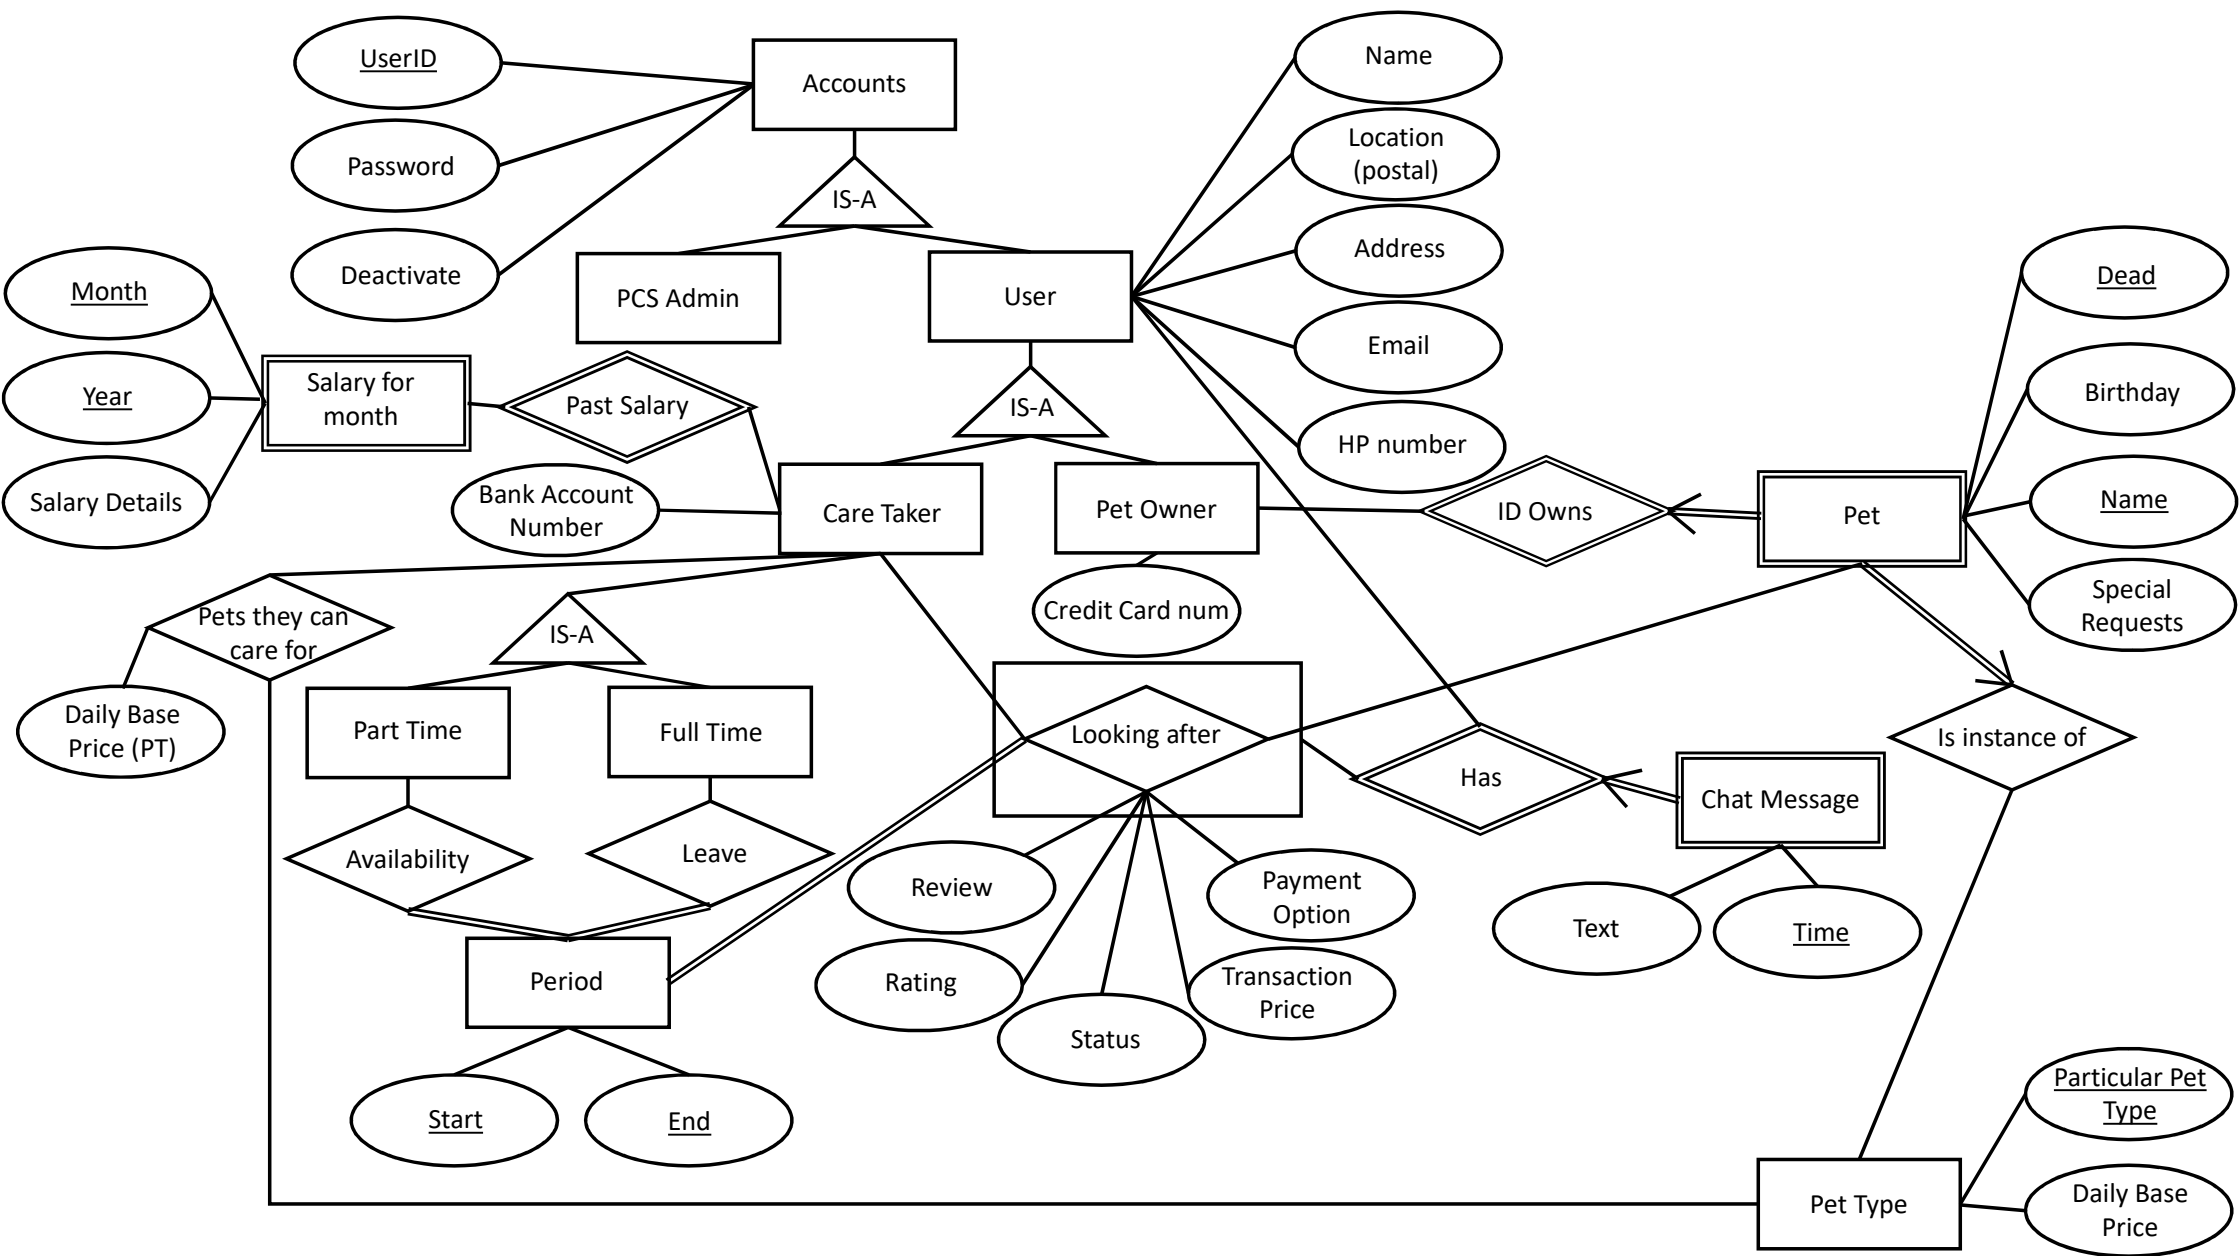 UserID
Accounts
Name
Location
(postal)
Password
IS-A
Address
Deactivate
PCS Admin
User
Dead
Month
Email
Birthday
Year
Salary for
month
Past Salary
IS-A
HP number
Salary Details
Bank Account
Number
Care Taker
Pet Owner
ID Owns
Pet
Name
Pets they can
care for
IS-A
Credit Card num
Special
Requests
Daily Base
Price (PT)
Part Time
Full Time
Looking after
Is instance of
Has
Chat Message
Availability
Leave
Review
Payment
Option
Text
Time
Period
Rating
Transaction
Price
Status
Start
End
Particular Pet
Type
Pet Type
Daily Base
Price